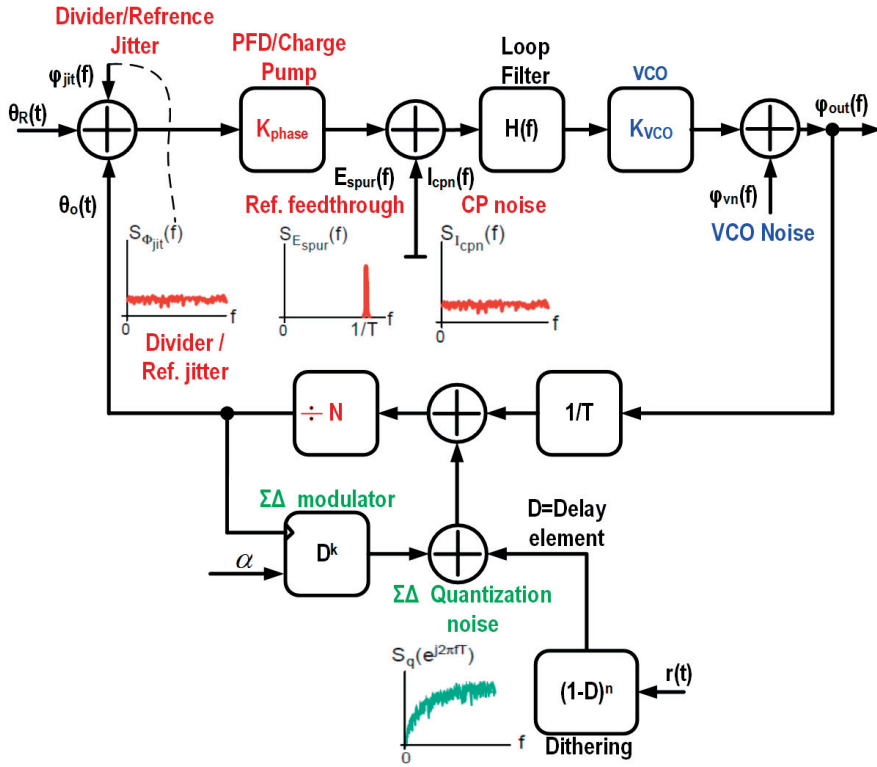 Divider/Refrence
Jitter
PFD/Charge
Pump
Loop
Filter
VCO
φjit(f)
θR(t)
Kphase
H(f)
KVCO
φout(f)
Espur(f)
Icpn(f)
θo(t)
Ref. feedthrough
CP noise
φvn(f)
VCO Noise
SΦjit(f)
SEspur(f)
SIcpn(f)
0
f
0
1/T
f
0
f
Divider /
Ref. jitter
÷ N
1/T
ΣΔ modulator
D=Delay
element
α
Dk
ΣΔ Quantization
noise
Sq(ej2πfT)
0
f
(1-D)n
r(t)
Dithering